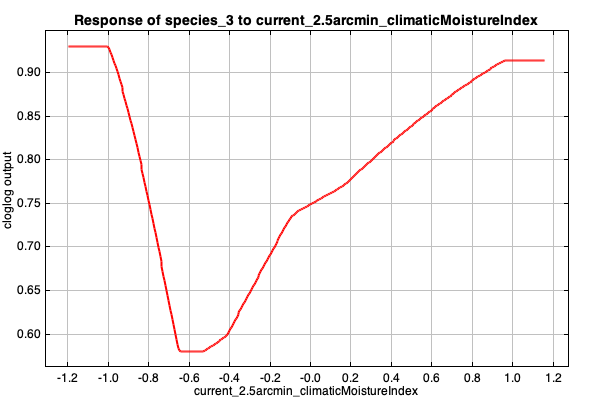 Response of species_3 to current_2.5arcmin_climaticMoistureIndex
cloglog output
0.90
0.85
0.80
0.75
0.70
0.65
0.60
-1.2 -1.0 -0.8 -0.6 -0.4 -0.2 -0.0 0.2 0.4 0.6 0.8 1.0 1.2
current_2.5arcmin_climaticMoistureIndex